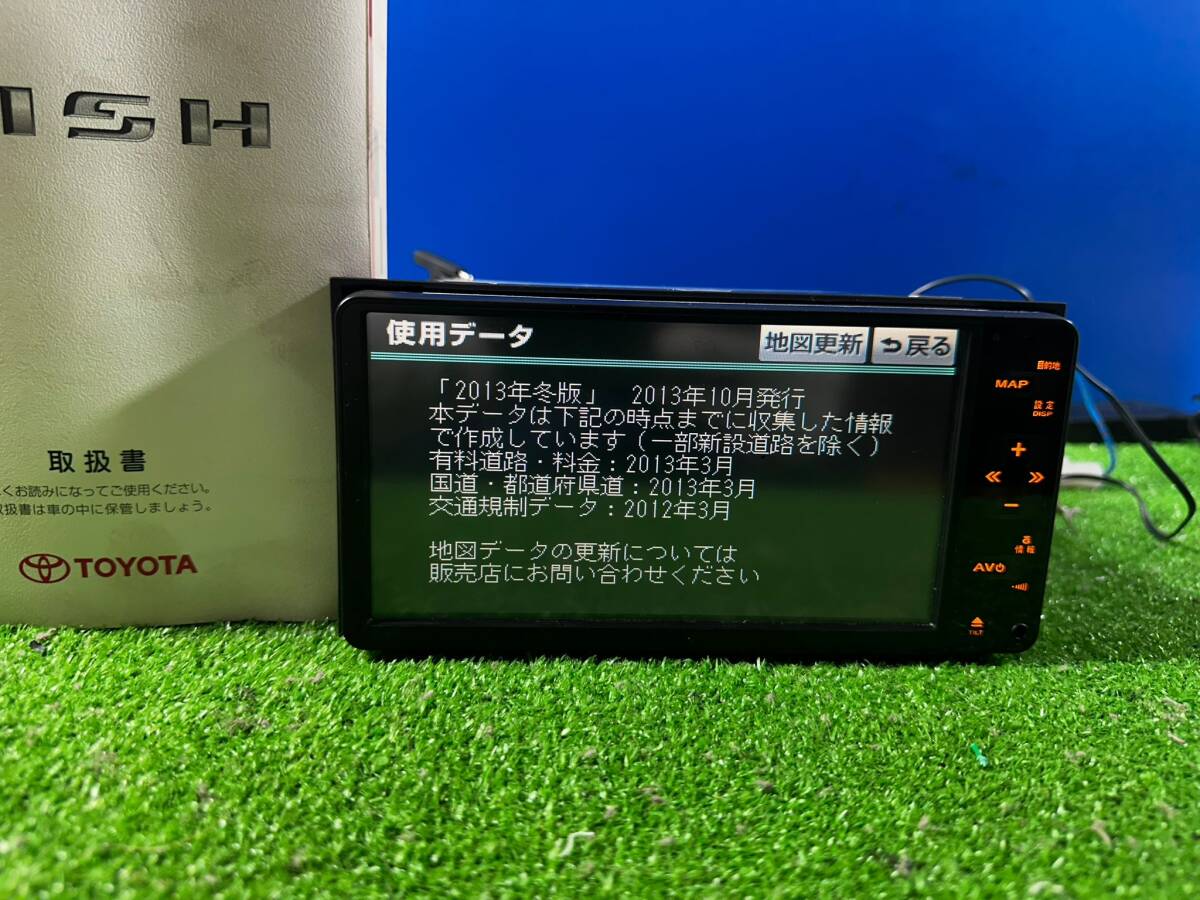 ISH
取扱書
くお読みになってご使用ください。
扱書は車の中に保管しましょう。
TOYOTA
使用データ
地図更新
戻る
「2013年冬版」 2013年10月発行
本データは下記の時点までに収集した情報
で作成しています（一部新設道路を除く）
有料道路・料金：2013年3月
国道・都道府県道：2013年3月
交通規制データ：2012年3月
地図データの更新については
販売店にお問い合わせください
目的地
MAP
設定
DISP
+
«
»
−
情報
AV
TILT